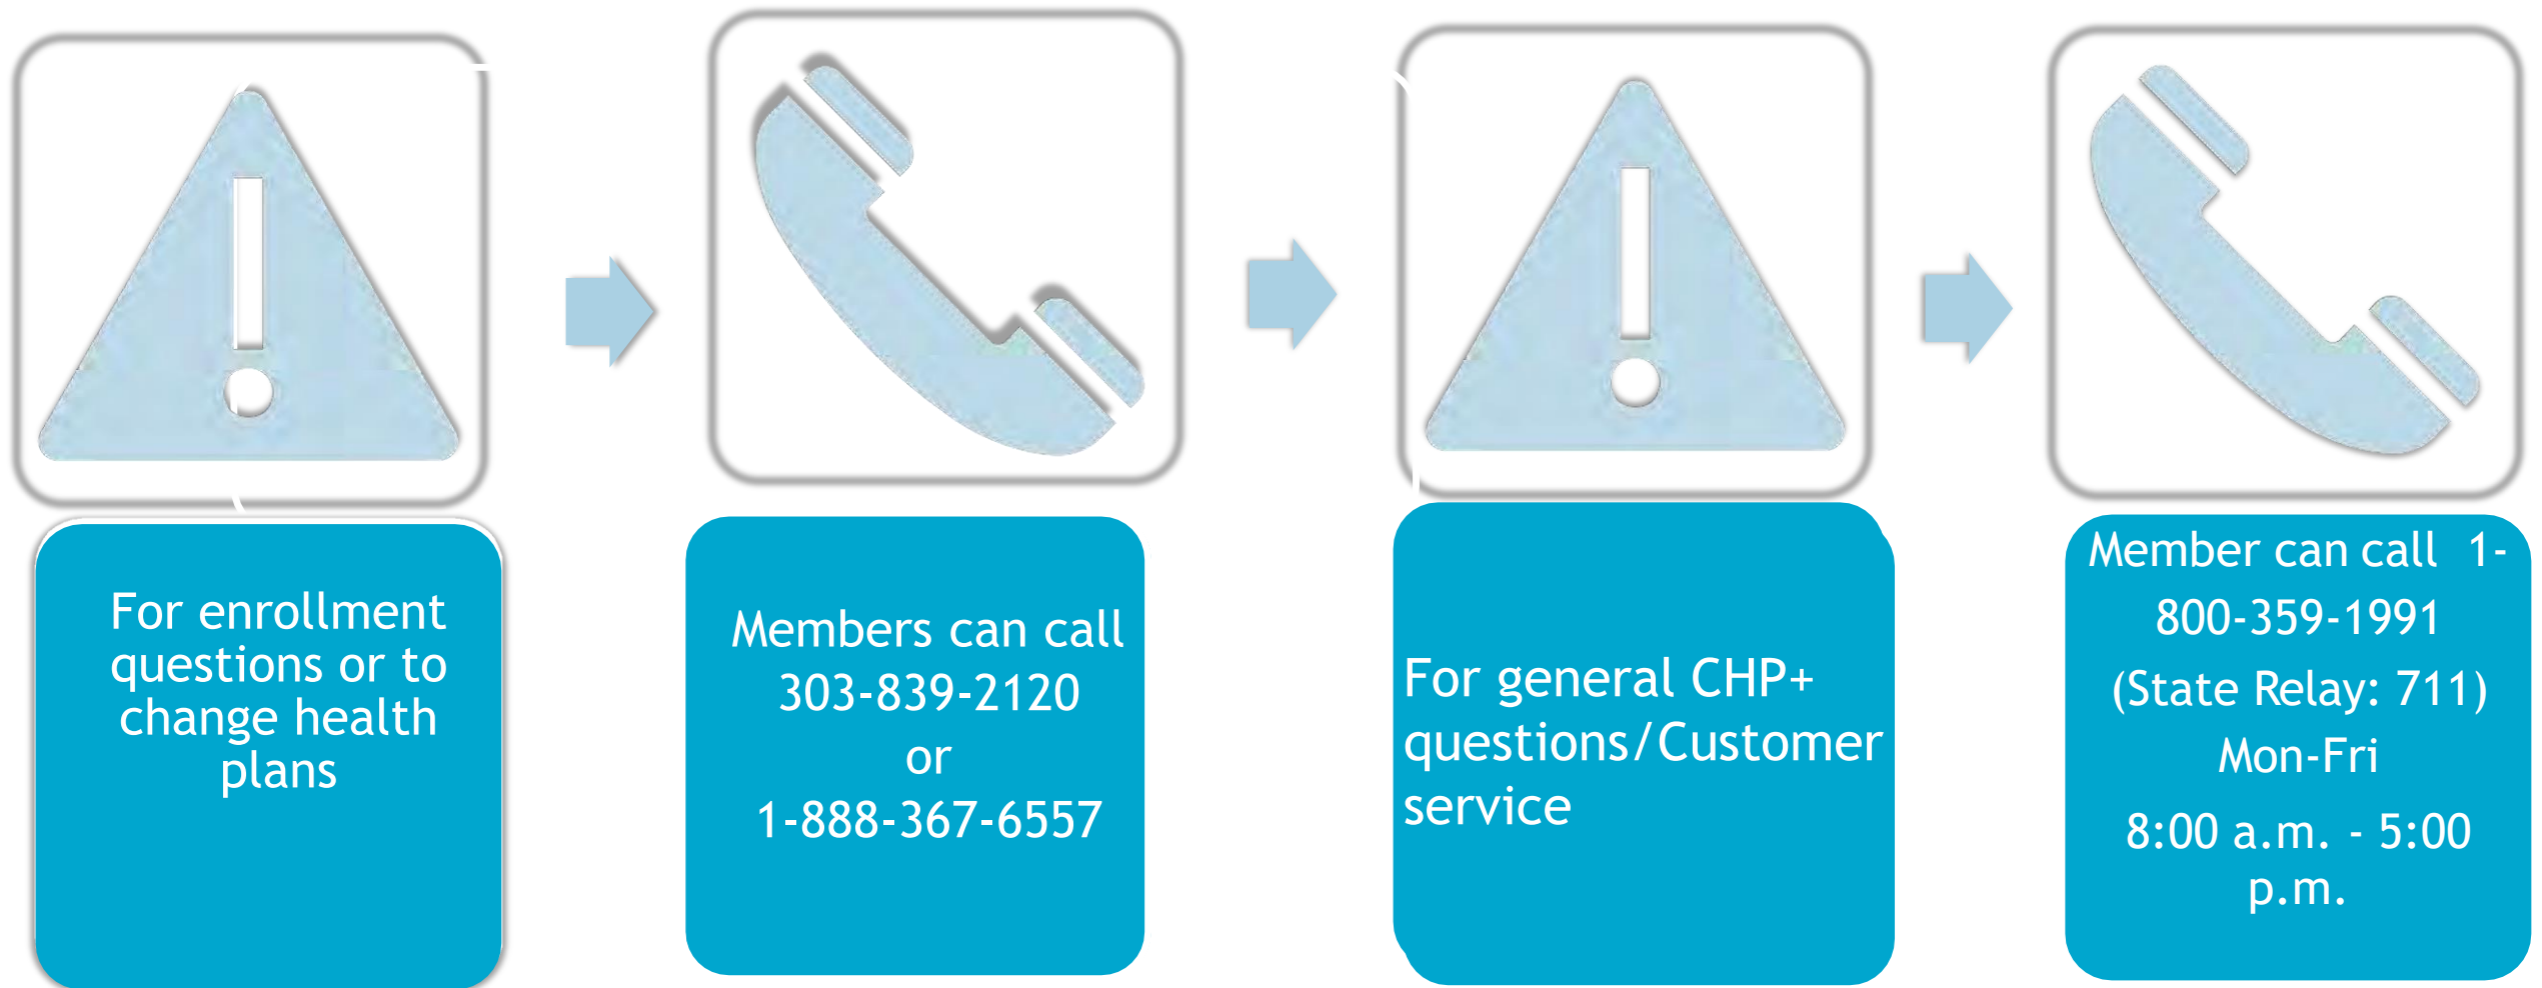 For enrollment
questions or to
change health
plans
Members can call
303-839-2120
or
1-888-367-6557
For general CHP+
questions/Customer
service
Member can call 1-
800-359-1991
(State Relay: 711)
Mon-Fri
8:00 a.m. - 5:00
p.m.